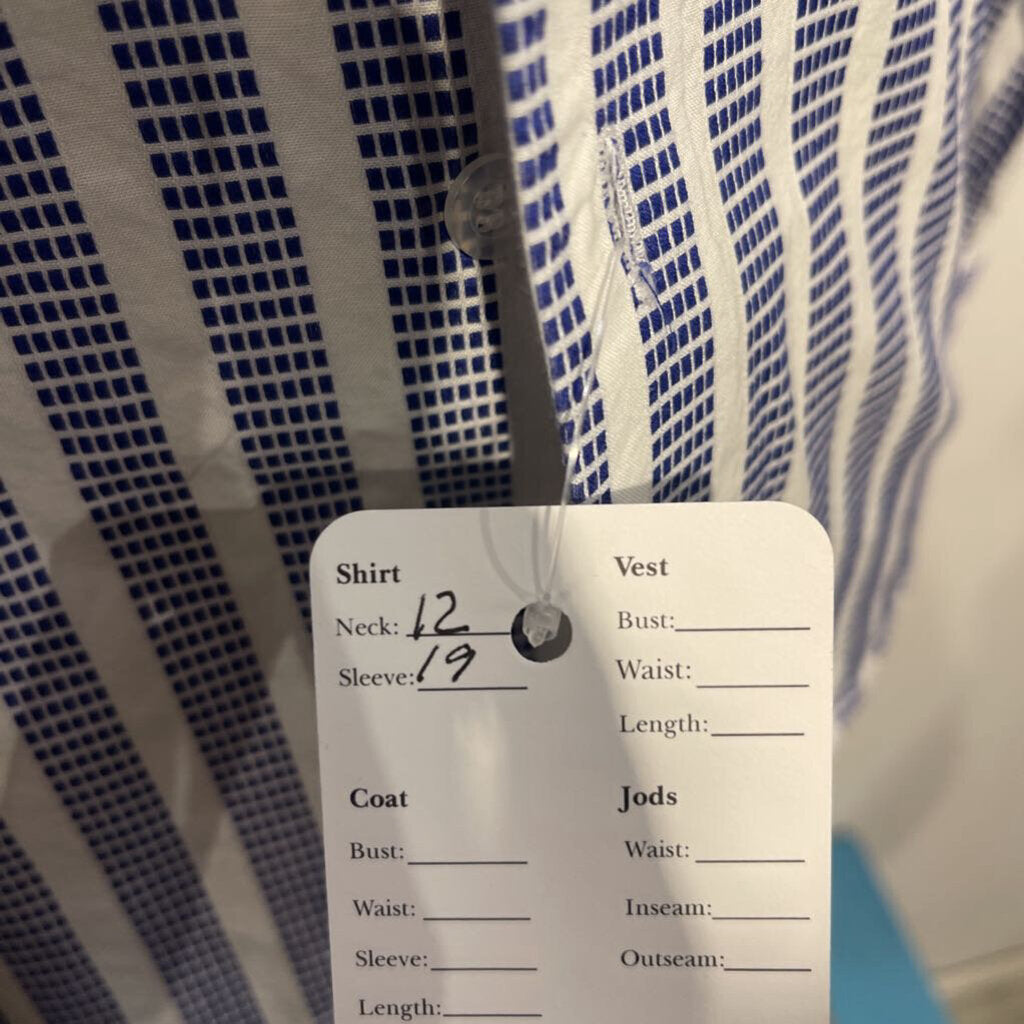 Shirt
Neck: 12
Sleeve: 19
Vest
Bust:
Waist:
Length:
Coat
Bust:
Waist:
Sleeve:
Length:
Jods
Waist:
Inseam:
Outseam: